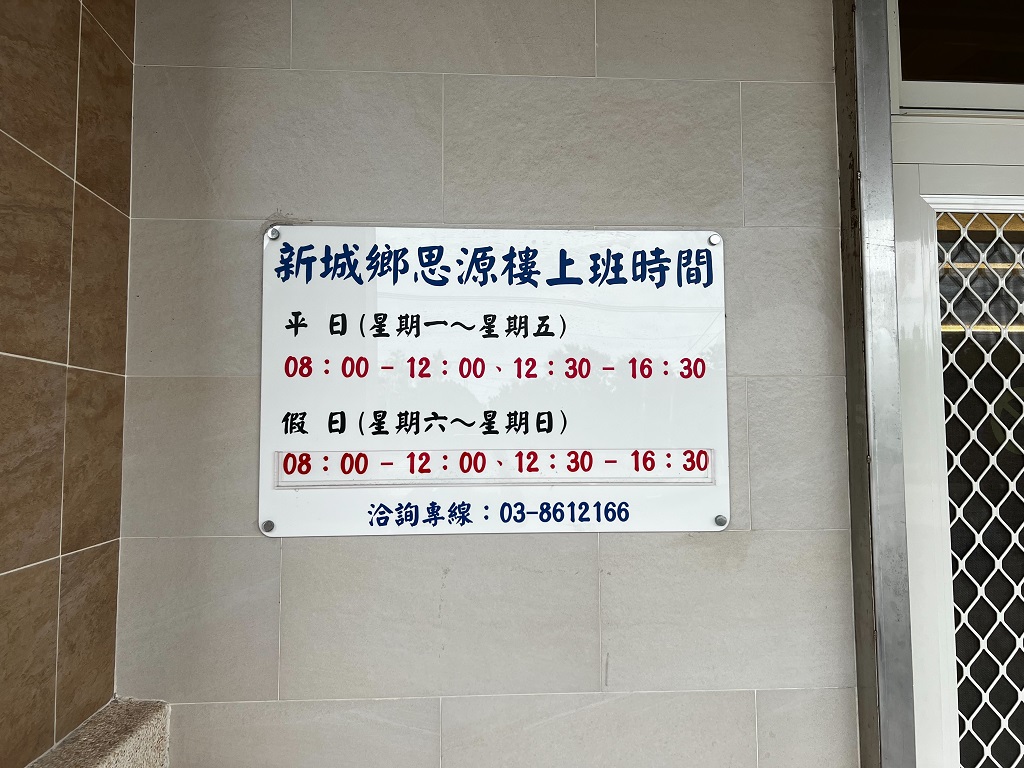 新城鄉思源樓上班時間
平 日(星期一～星期五)
08：00 - 12：00、12：30 - 16：30
假 日(星期六～星期日)
08：00 - 12：00、12：30 - 16：30
洽詢專線：03-8612166